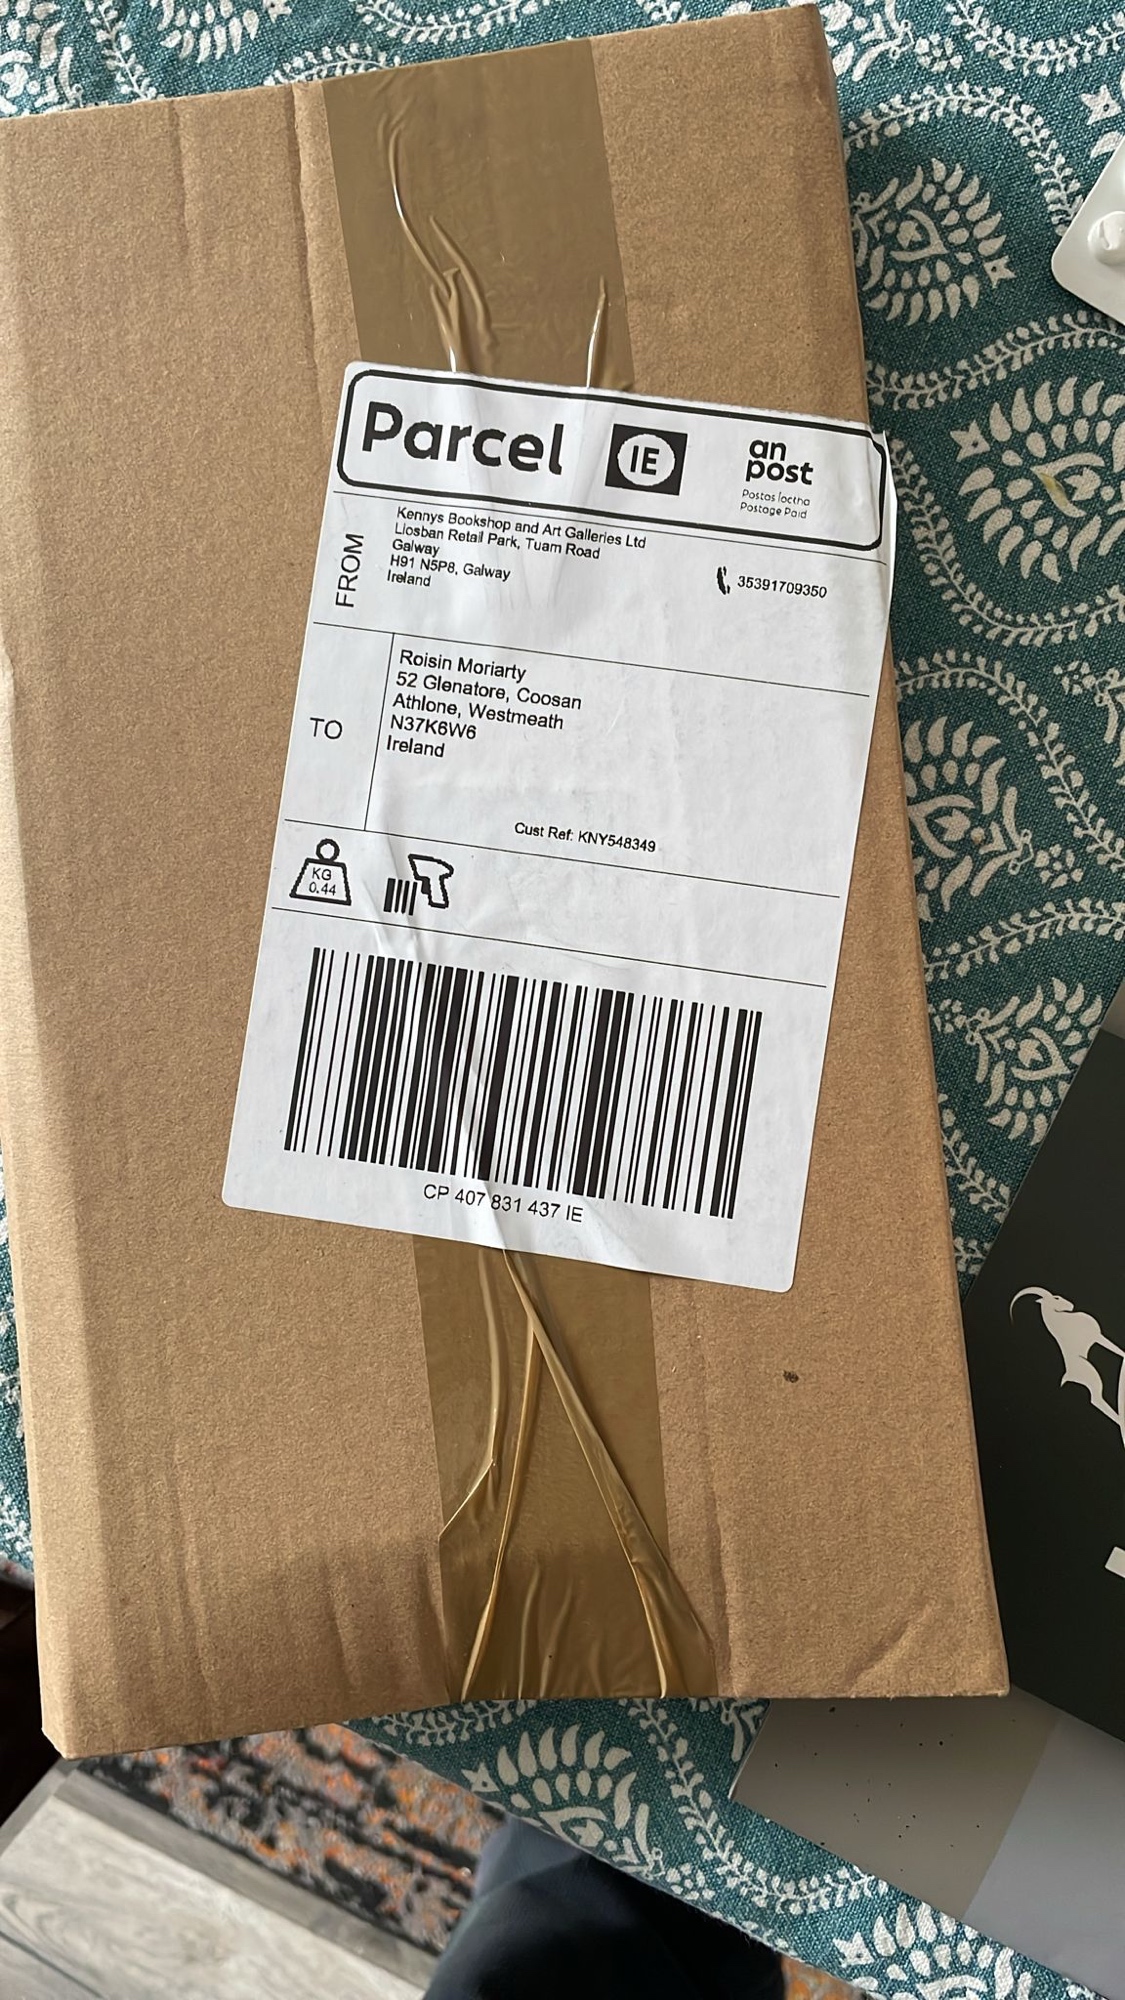 Parcel
IE
an
post
Postas Íoctha
Postage Paid
FROM
Kennys Bookshop and Art Galleries Ltd
Liosban Retail Park, Tuam Road
Galway
H91 N5P8, Galway
Ireland
35391709350
TO
Roisin Moriarty
52 Glenatore, Coosan
Athlone, Westmeath
N37K6W6
Ireland
Cust Ref: KNY548349
KG
0.44
CP 407 831 437 IE